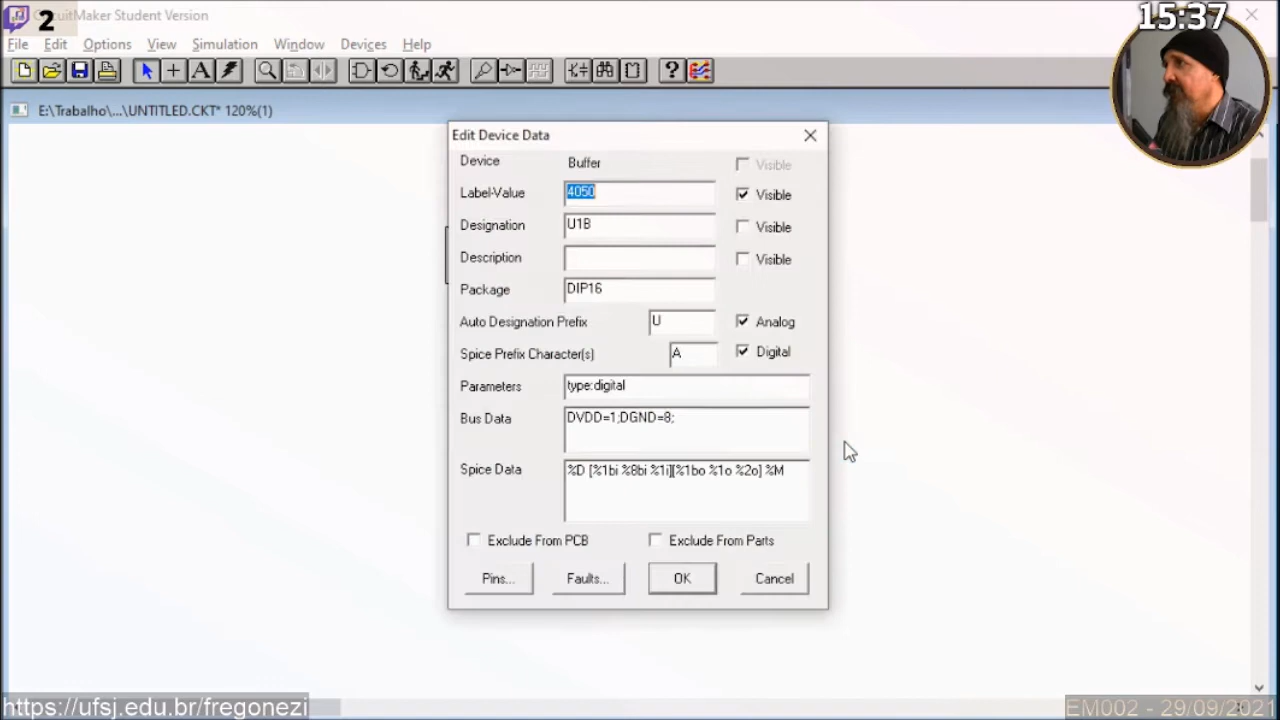 2
15:37
CircuitMaker Student Version
File Edit Options View Simulation Window Devices Help
E:\Trabalho\...\UNTITLED.CKT* 120%(1)
Edit Device Data
Device Buffer Visible
Label-Value 4050 Visible
Designation U1B Visible
Description Visible
Package DIP16
Auto Designation Prefix U Analog
Spice Prefix Character(s) A Digital
Parameters type:digital
Bus Data DVDD=1;DGND=8;
Spice Data %D [%1bi %8bi %1i][%1bo %1o %2o] %M
Exclude From PCB Exclude From Parts
Pins... Faults... OK Cancel
https://ufsj.edu.br/fregonezi
EM002 - 29/09/2021